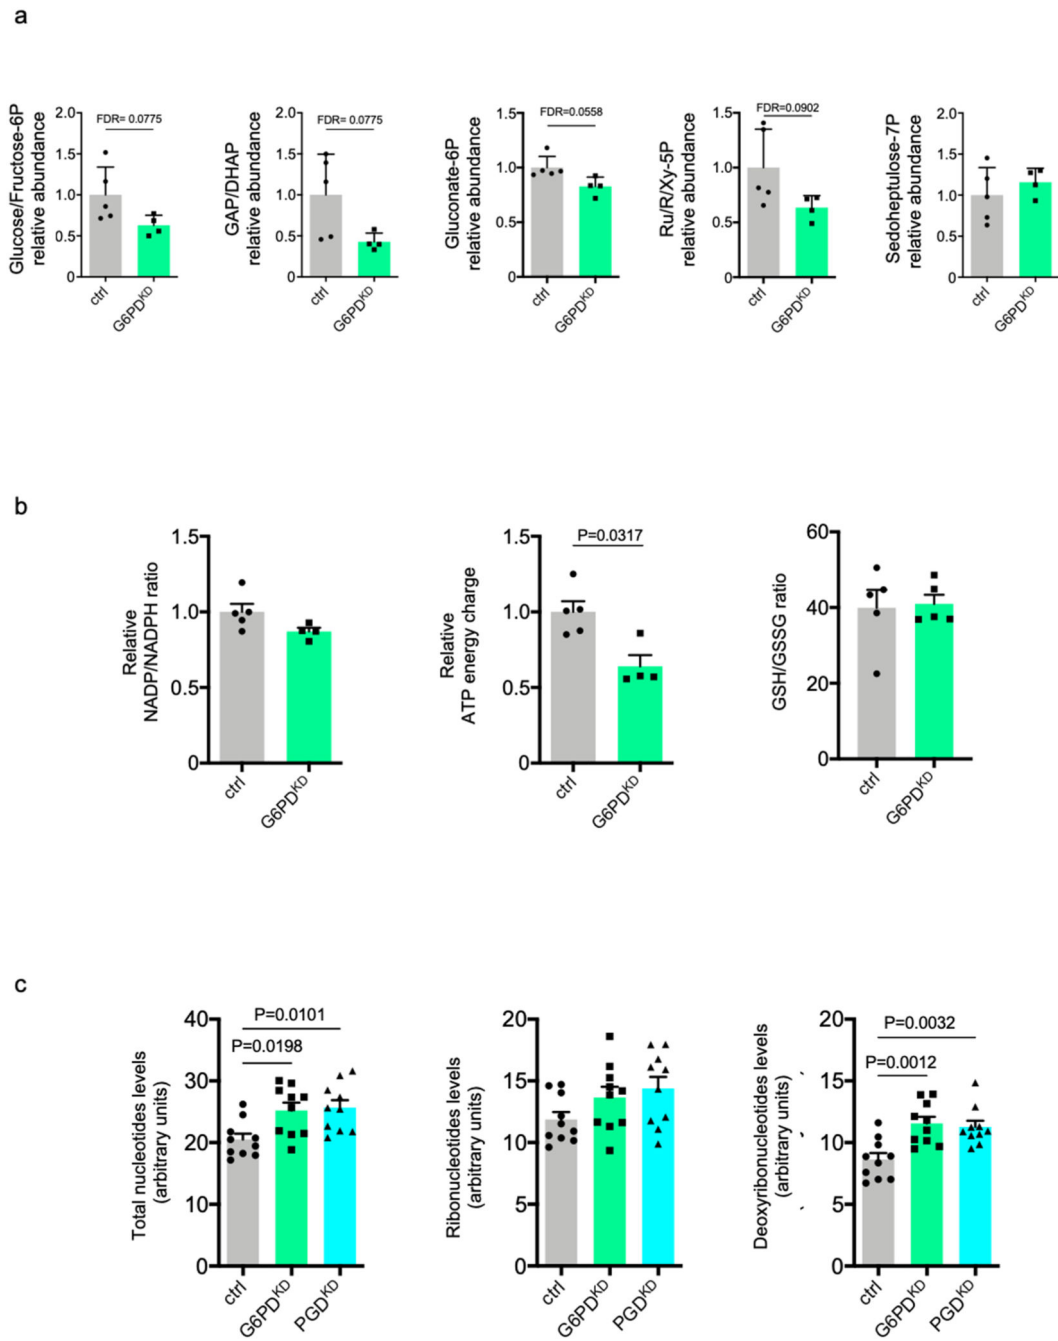 a
Glucose/Fructose-6P
relative abundance
2.0
1.5
1.0
0.5
0
FDR= 0.0775
ctrl
G6PDKD
GAP/DHAP
relative abundance
2.0
1.5
1.0
0.5
0
FDR= 0.0775
ctrl
G6PDKD
Gluconate-6P
relative abundance
1.5
1.0
0.5
0
FDR=0.0558
ctrl
G6PDKD
Ru/R/Xy-5P
relative abundance
1.5
1.0
0.5
0
FDR=0.0902
ctrl
G6PDKD
Sedoheptulose-7P
relative abundance
2.0
1.5
1.0
0.5
0
ctrl
G6PDKD
b
Relative
NADP/NADPH ratio
1.5
1.0
0.5
0
ctrl
G6PDKD
Relative
ATP energy charge
1.5
1.0
0.5
0
P=0.0317
ctrl
G6PDKD
GSH/GSSG ratio
60
40
20
0
ctrl
G6PDKD
c
Total nucleotides levels
(arbitrary units)
40
30
20
10
0
P=0.0101
P=0.0198
ctrl
G6PDKD
PGDKD
Ribonucleotides levels
(arbitrary units)
20
15
10
5
0
ctrl
G6PDKD
PGDKD
Deoxyribonucleotides levels
(arbitrary units)
20
15
10
5
0
P=0.0032
P=0.0012
ctrl
G6PDKD
PGDKD